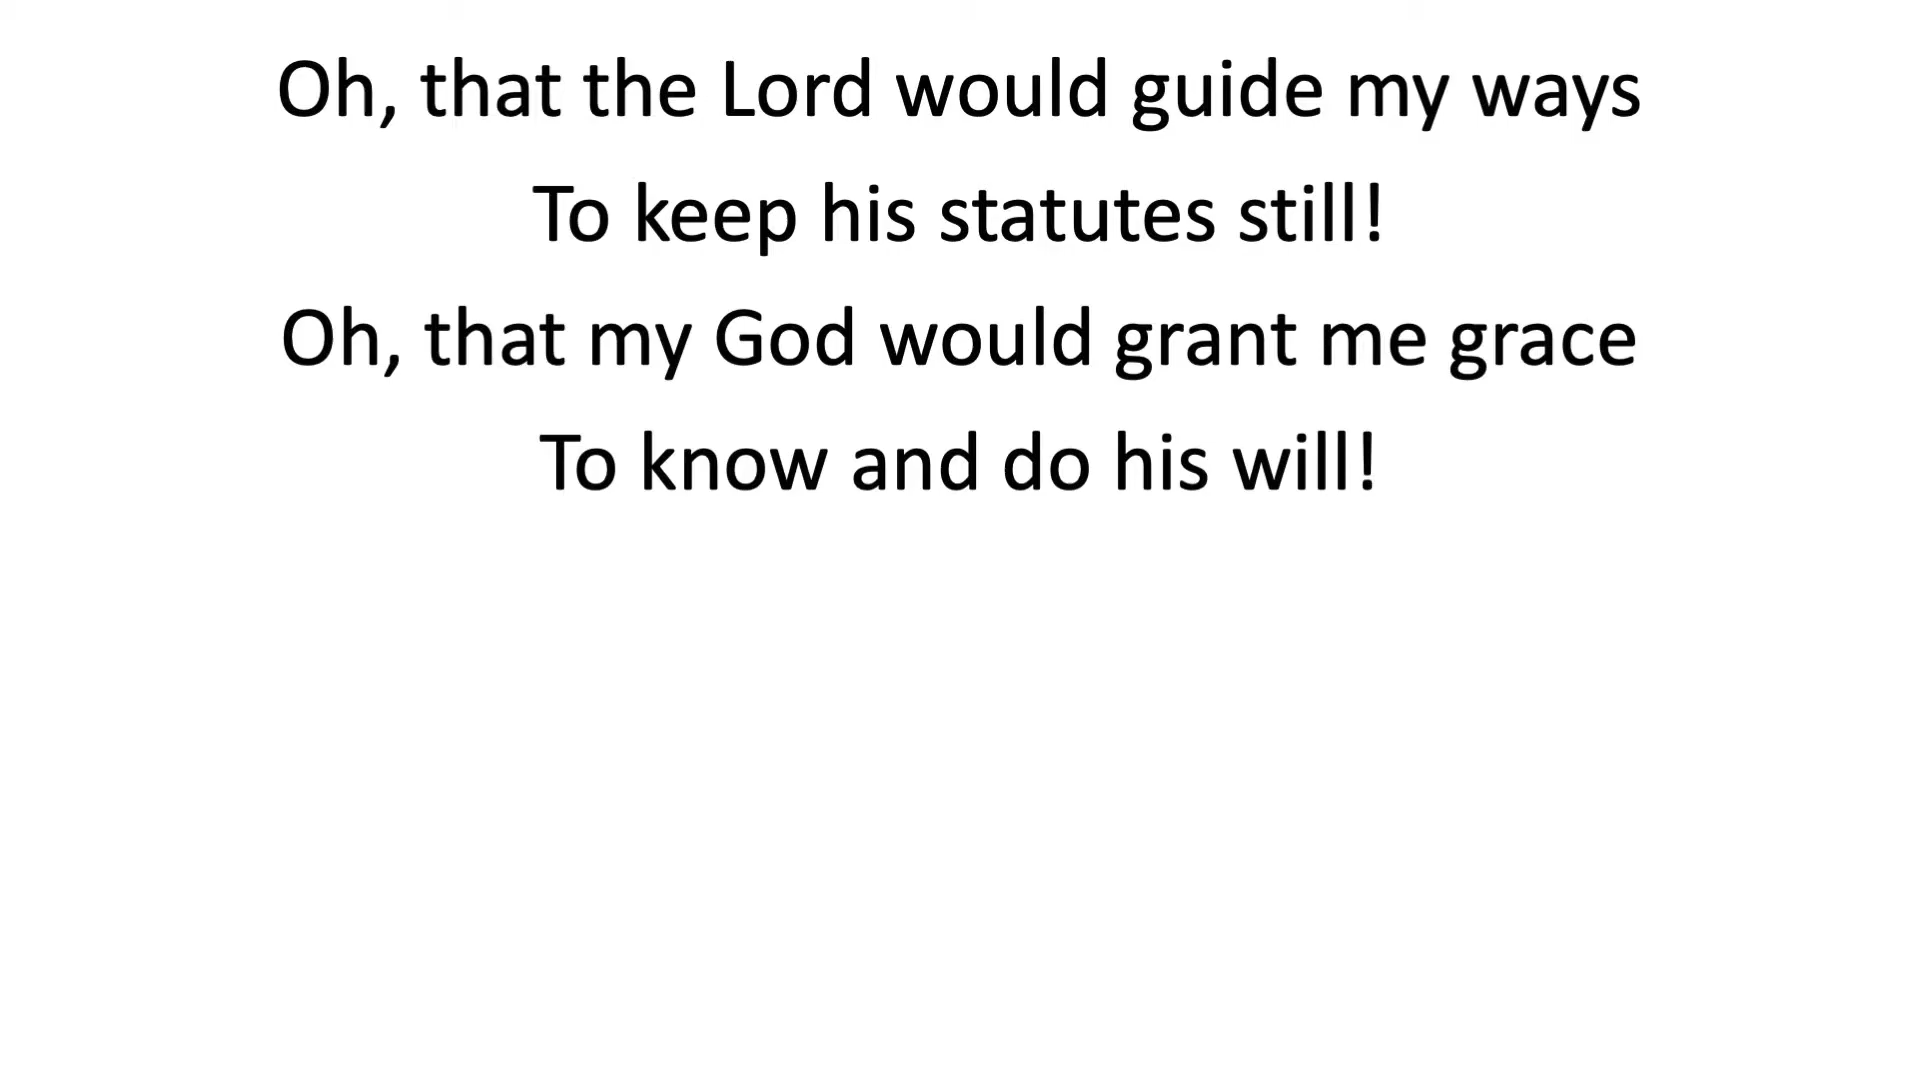 Oh, that the Lord would guide my ways
To keep his statutes still!
Oh, that my God would grant me grace
To know and do his will!